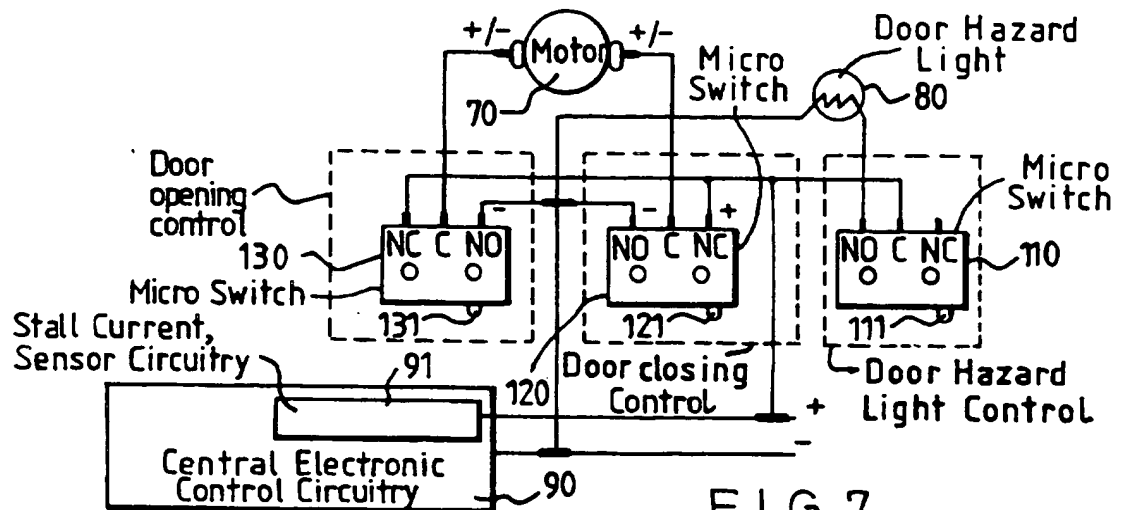 +/-
Motor
+/-
70
Micro
Switch
Door Hazard
Light
80
Door
opening
control
-
-
+
Micro
Switch
NC C NO
NO C NC
NO C NC
130
110
Micro Switch
131
121
111
Stall Current,
Sensor Circuitry
91
120
Door closing
Control
Door Hazard
Light Control
+
-
Central Electronic
Control Circuitry
90
FIG 7